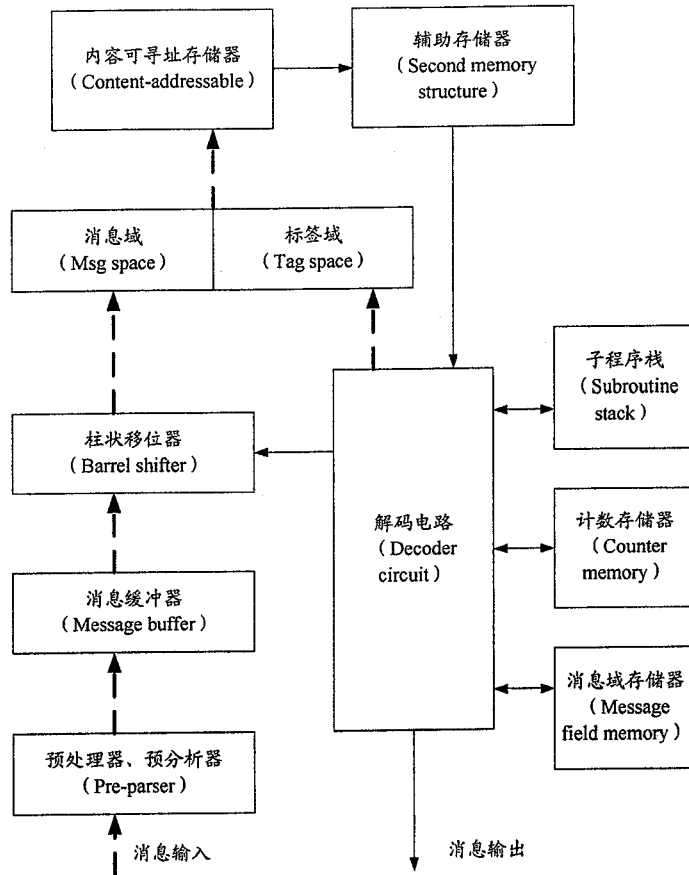 内容可寻址存储器
（Content-addressable）
辅助存储器
（Second memory
structure）
消息域
（Msg space）
标签域
（Tag space）
子程序栈
（Subroutine
stack）
柱状移位器
（Barrel shifter）
解码电路
（Decoder
circuit）
计数存储器
（Counter
memory）
消息缓冲器
（Message buffer）
消息域存储器
（Message
field memory）
预处理器、预分析器
（Pre-parser）
消息输入
消息输出